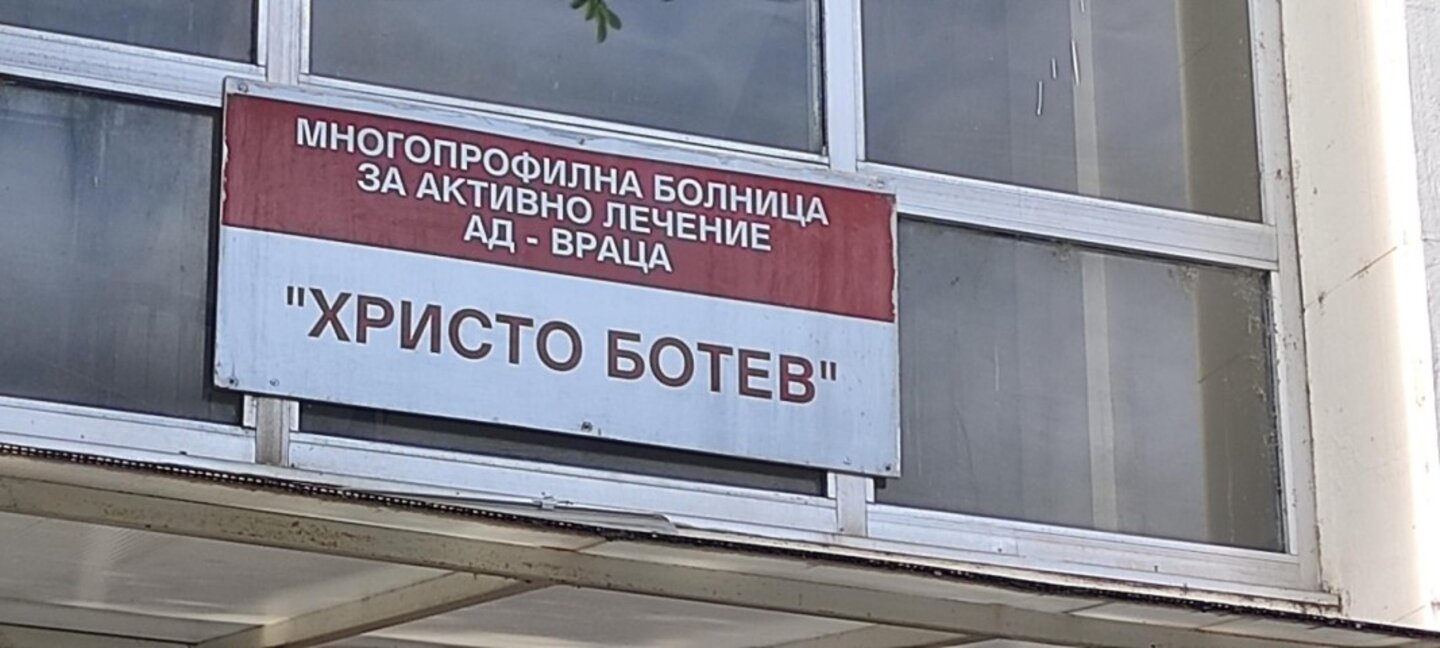 МНОГОПРОФИЛНА БОЛНИЦА
ЗА АКТИВНО ЛЕЧЕНИЕ
АД - ВРАЦА
"ХРИСТО БОТЕВ"